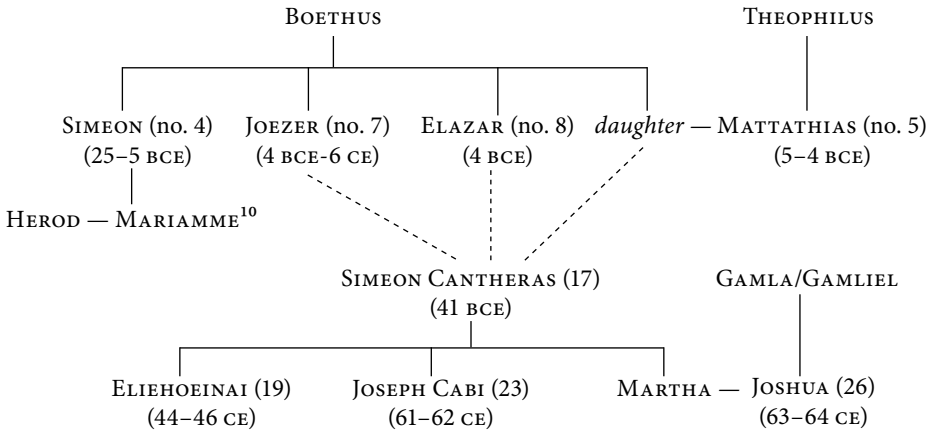 Boethus Theophilus
Simeon (no. 4) Joezer (no. 7) Elazar (no. 8) daughter — Mattathias (no. 5)
(25–5 bce) (4 bce-6 ce) (4 bce) (5–4 bce)
Herod — Mariamme¹⁰
Simeon Cantheras (17) Gamla/Gamliel
(41 bce)
Eliehoeinai (19) Joseph Cabi (23) Martha — Joshua (26)
(44–46 ce) (61–62 ce) (63–64 ce)